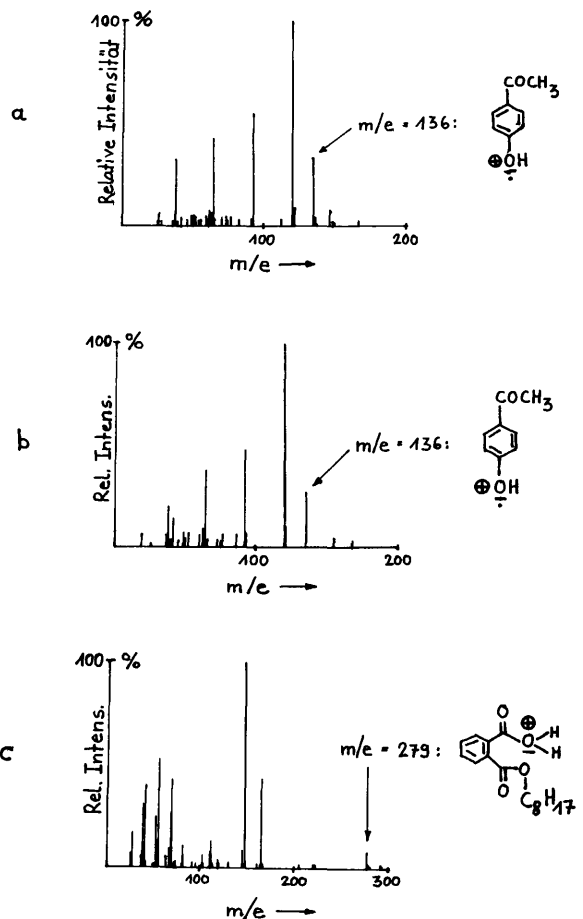 a
100 %
Relative Intensität
m/e = 136:
COCH3
⊕ OH
100
200
m/e →
b
100 %
Rel. Intens.
m/e = 136:
COCH3
⊕ OH
100
200
m/e →
c
100 %
Rel. Intens.
m/e = 279:
O
⊕
O H
H
O
O
C8H17
100
200
300
m/e →